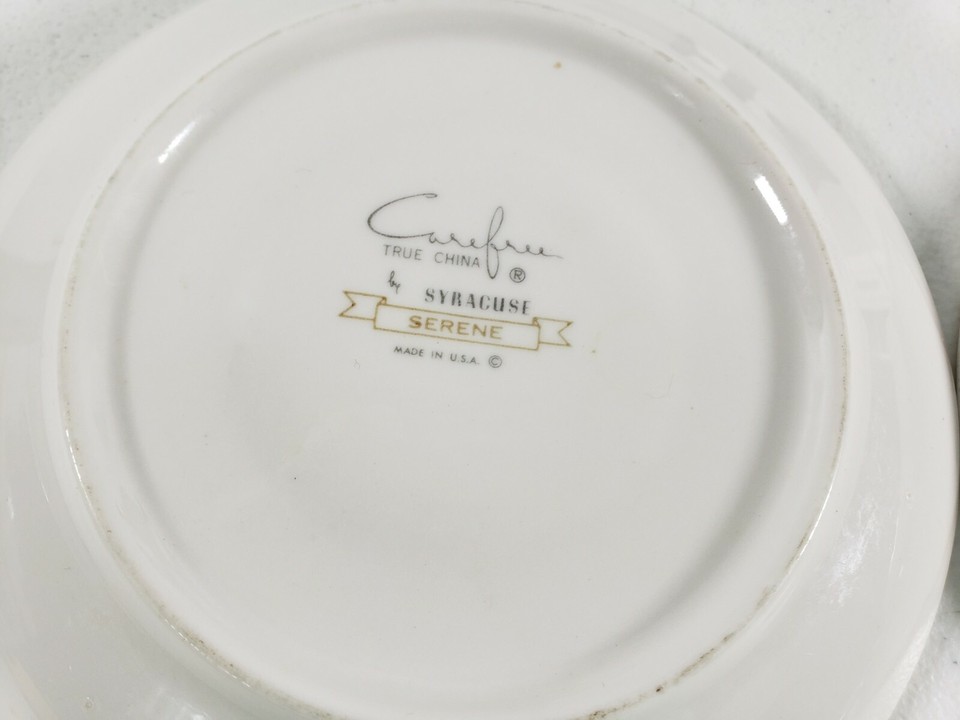 Carefree
TRUE CHINA ®
by SYRACUSE
SERENE
MADE IN U.S.A. ©